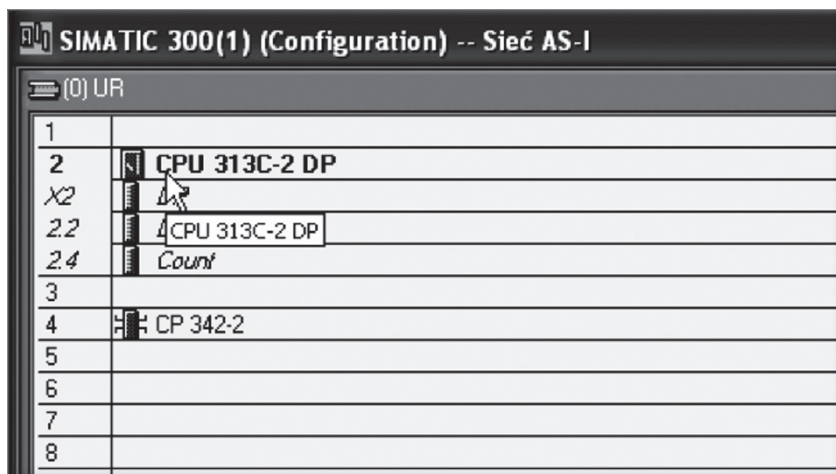 SIMATIC 300(1) (Configuration) -- Sieć AS-I
(0) UR
1
2 CPU 313C-2 DP
X2
2.2 CPU 313C-2 DP
2.4 Count
3
4 CP 342-2
5
6
7
8